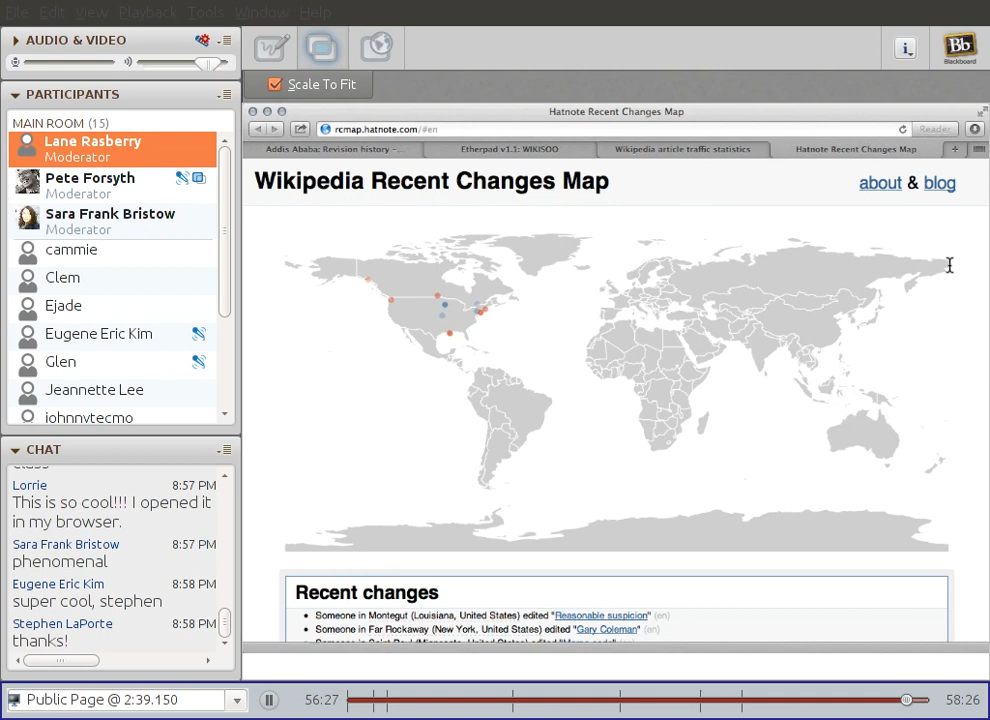 File Edit View Playback Tools Window Help
AUDIO & VIDEO
PARTICIPANTS
MAIN ROOM (15)
Lane Rasberry
Moderator
Pete Forsyth
Moderator
Sara Frank Bristow
Moderator
cammie
Clem
Ejade
Eugene Eric Kim
Glen
Jeannette Lee
johnnytecmo
CHAT
Lorrie 8:57 PM
This is so cool!!! I opened it
in my browser.
Sara Frank Bristow 8:57 PM
phenomenal
Eugene Eric Kim 8:58 PM
super cool, stephen
Stephen LaPorte 8:58 PM
thanks!
i
Bb
Blackboard
Scale To Fit
Hatnote Recent Changes Map
rcmap.hatnote.com/#en
Reader
Addis Ababa: Revision history –... Etherpad v1.1: WIKISOO Wikipedia article traffic statistics Hatnote Recent Changes Map +
Wikipedia Recent Changes Map
about & blog
Recent changes
• Someone in Montegut (Louisiana, United States) edited "Reasonable suspicion" (en)
• Someone in Far Rockaway (New York, United States) edited "Gary Coleman" (en)
Public Page @ 2:39.150
56:27
58:26